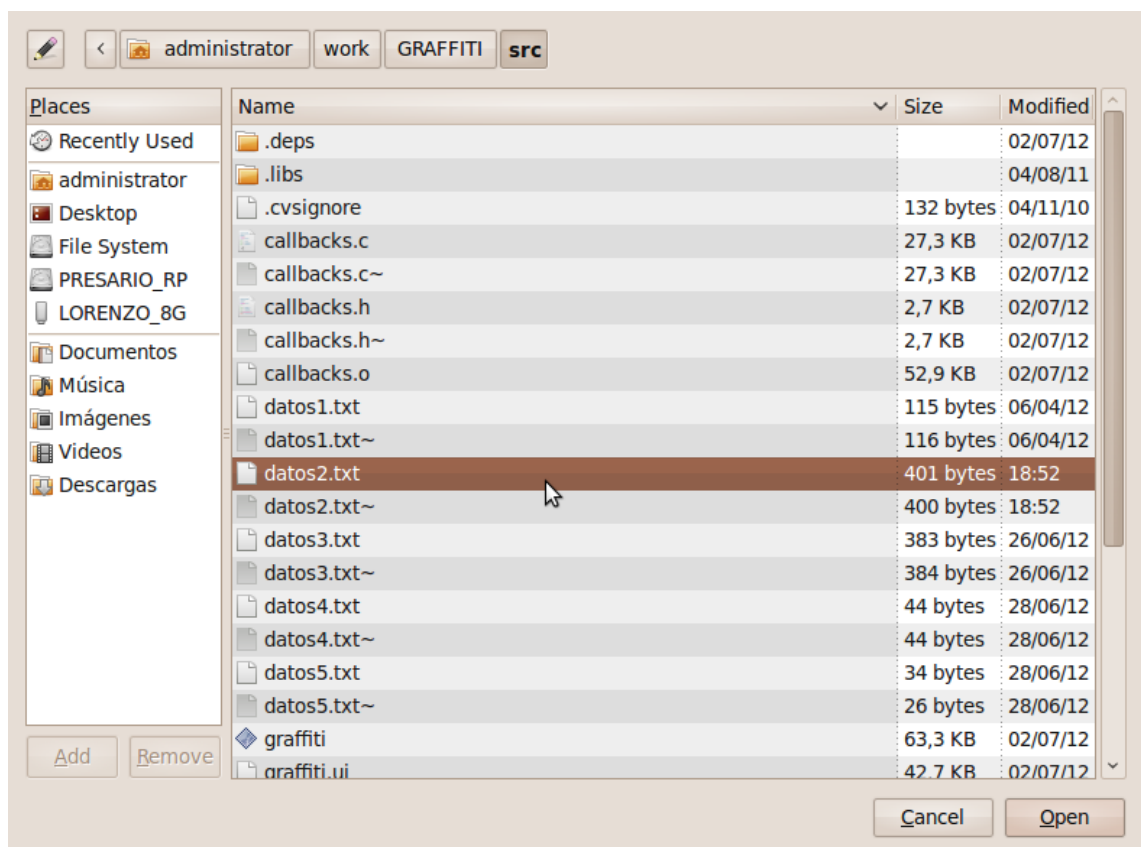 administrator work GRAFFITI src
Places
Recently Used
administrator
Desktop
File System
PRESARIO_RP
LORENZO_8G
Documentos
Música
Imágenes
Videos
Descargas
Add Remove
Name Size Modified
.deps 02/07/12
.libs 04/08/11
.cvsignore 132 bytes 04/11/10
callbacks.c 27,3 KB 02/07/12
callbacks.c~ 27,3 KB 02/07/12
callbacks.h 2,7 KB 02/07/12
callbacks.h~ 2,7 KB 02/07/12
callbacks.o 52,9 KB 02/07/12
datos1.txt 115 bytes 06/04/12
datos1.txt~ 116 bytes 06/04/12
datos2.txt 401 bytes 18:52
datos2.txt~ 400 bytes 18:52
datos3.txt 383 bytes 26/06/12
datos3.txt~ 384 bytes 26/06/12
datos4.txt 44 bytes 28/06/12
datos4.txt~ 44 bytes 28/06/12
datos5.txt 34 bytes 28/06/12
datos5.txt~ 26 bytes 28/06/12
graffiti 63,3 KB 02/07/12
graffiti.ui 42,7 KB 02/07/12
Cancel Open